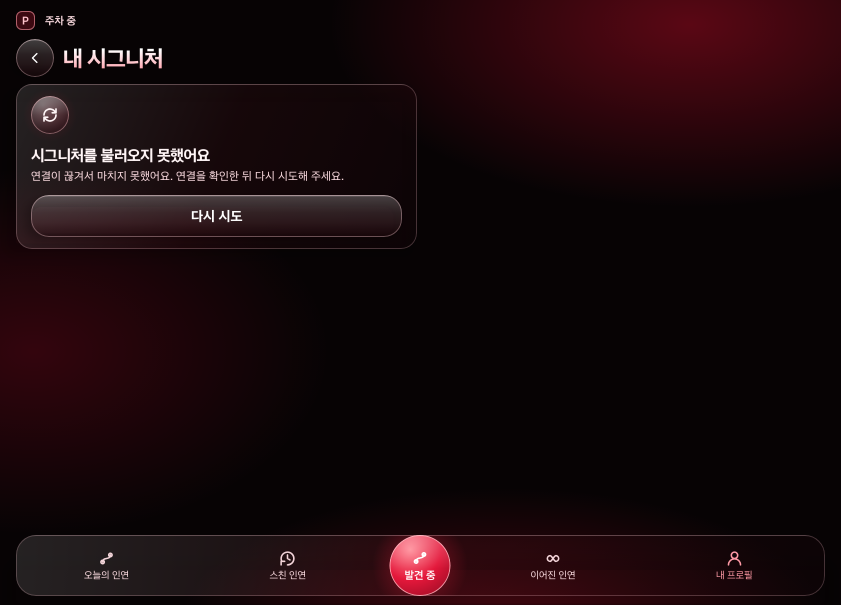 P 주차 중
내 시그니처
시그니처를 불러오지 못했어요
연결이 끊겨서 마치지 못했어요. 연결을 확인한 뒤 다시 시도해 주세요.
다시 시도
오늘의 인연
스친 인연
발견 중
이어진 인연
내 프로필